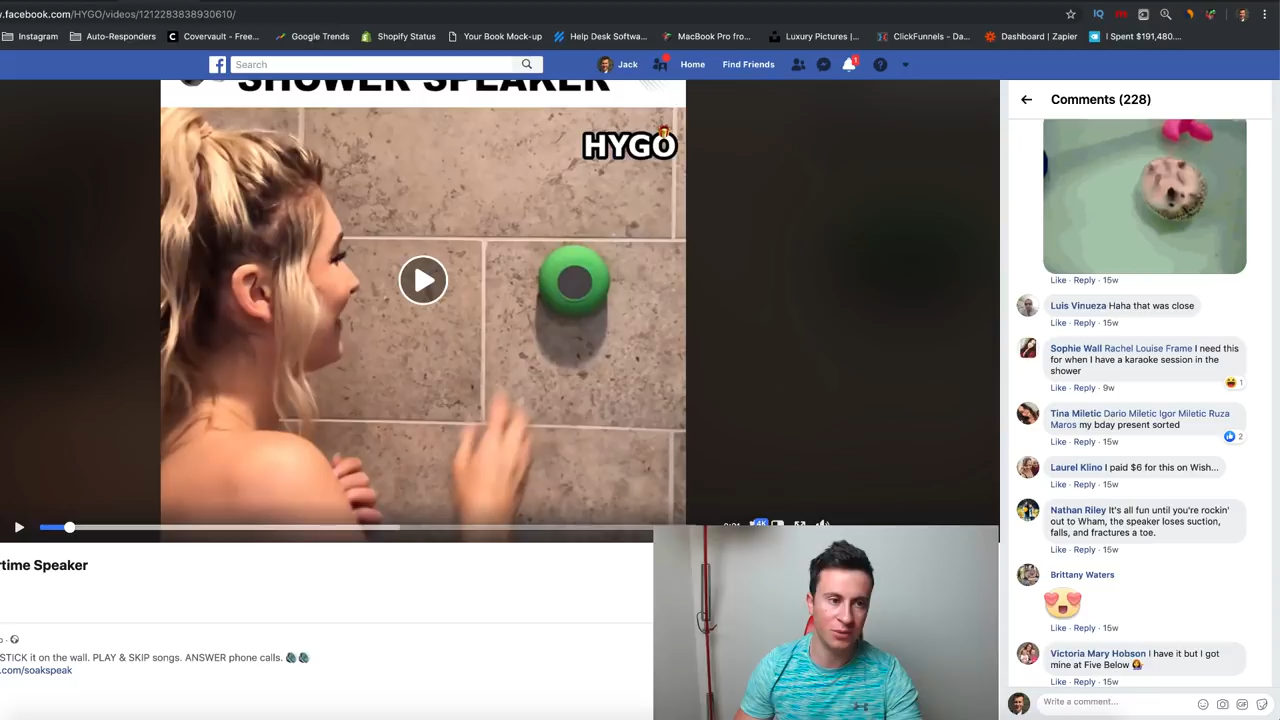 .facebook.com/HYGO/videos/1212283838930610/
Instagram
Auto-Responders
Covervault - Free...
Google Trends
Shopify Status
Your Book Mock-up
Help Desk Softwa...
MacBook Pro fro...
Luxury Pictures |...
ClickFunnels - Da...
Dashboard | Zapier
I Spent $191,480....
Search
Jack
Home
Find Friends
1
SHOWER SPEAKER
HYGO
4K
time Speaker
STICK it on the wall. PLAY & SKIP songs. ANSWER phone calls.
.com/soakspeak
Comments (228)
Like · Reply · 15w
Luis Vinueza Haha that was close
Like · Reply · 15w
Sophie Wall Rachel Louise Frame I need this
for when I have a karaoke session in the
shower
1
Like · Reply · 9w
Tina Miletic Dario Miletic Igor Miletic Ruza
Maros my bday present sorted
2
Like · Reply · 15w
Laurel Klino I paid $6 for this on Wish...
Like · Reply · 15w
Nathan Riley It's all fun until you're rockin'
out to Wham, the speaker loses suction,
falls, and fractures a toe.
Like · Reply · 15w
Brittany Waters
Like · Reply · 15w
Victoria Mary Hobson I have it but I got
mine at Five Below
Like · Reply · 15w
Write a comment...